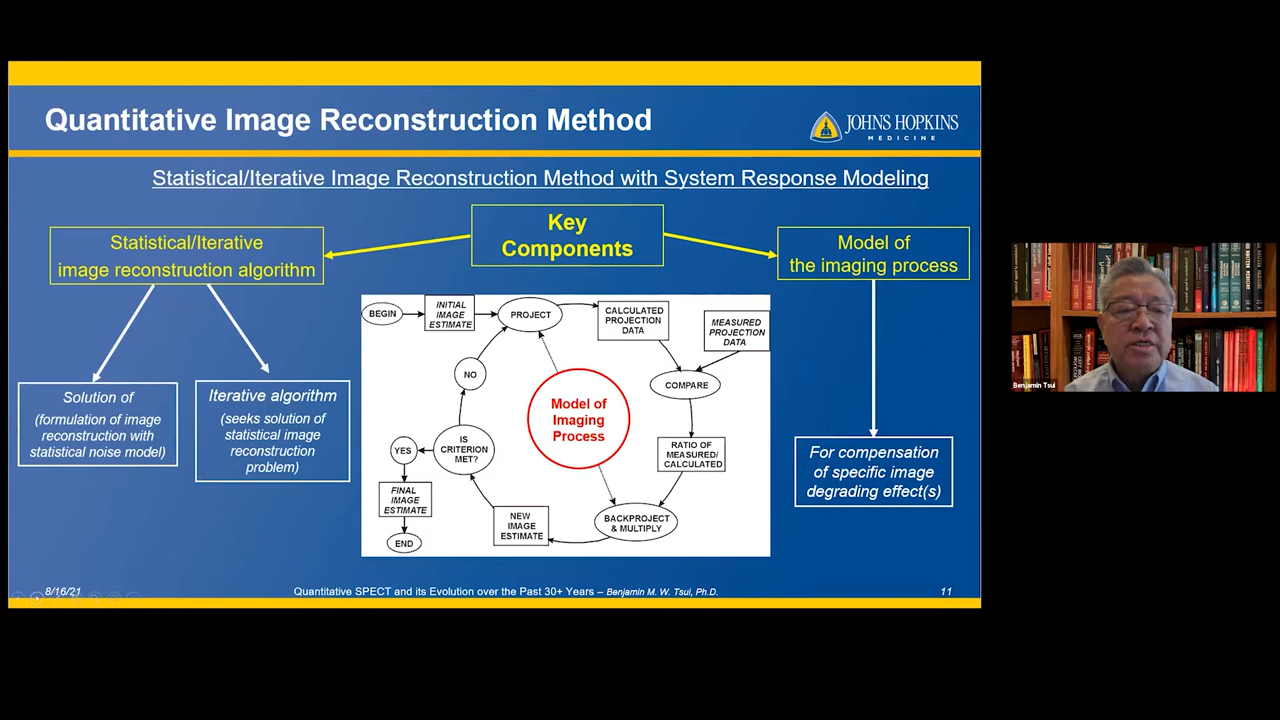 Quantitative Image Reconstruction Method
JOHNS HOPKINS
MEDICINE
Statistical/Iterative Image Reconstruction Method with System Response Modeling
Key
Components
Statistical/Iterative
image reconstruction algorithm
Model of
the imaging process
Solution of
(formulation of image
reconstruction with
statistical noise model)
Iterative algorithm
(seeks solution of
statistical image
reconstruction
problem)
BEGIN
INITIAL
IMAGE
ESTIMATE
PROJECT
CALCULATED
PROJECTION
DATA
MEASURED
PROJECTION
DATA
COMPARE
RATIO OF
MEASURED/
CALCULATED
BACKPROJECT
& MULTIPLY
NEW
IMAGE
ESTIMATE
IS
CRITERION
MET?
NO
YES
FINAL
IMAGE
ESTIMATE
END
Model of
Imaging
Process
For compensation
of specific image
degrading effect(s)
8/16/21
Quantitative SPECT and its Evolution over the Past 30+ Years – Benjamin M. W. Tsui, Ph.D.
11
Benjamin Tsui